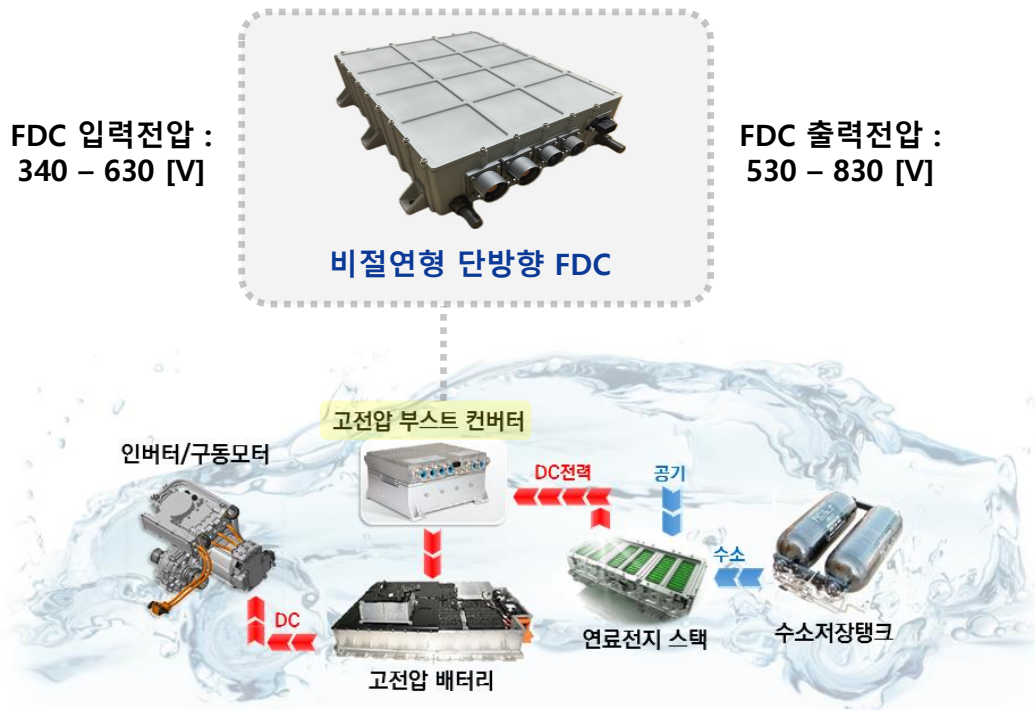 FDC 입력전압 :
340 – 630 [V]
FDC 출력전압 :
530 – 830 [V]
비절연형 단방향 FDC
고전압 부스트 컨버터
인버터/구동모터
DC전력
공기
수소
DC
연료전지 스택
수소저장탱크
고전압 배터리